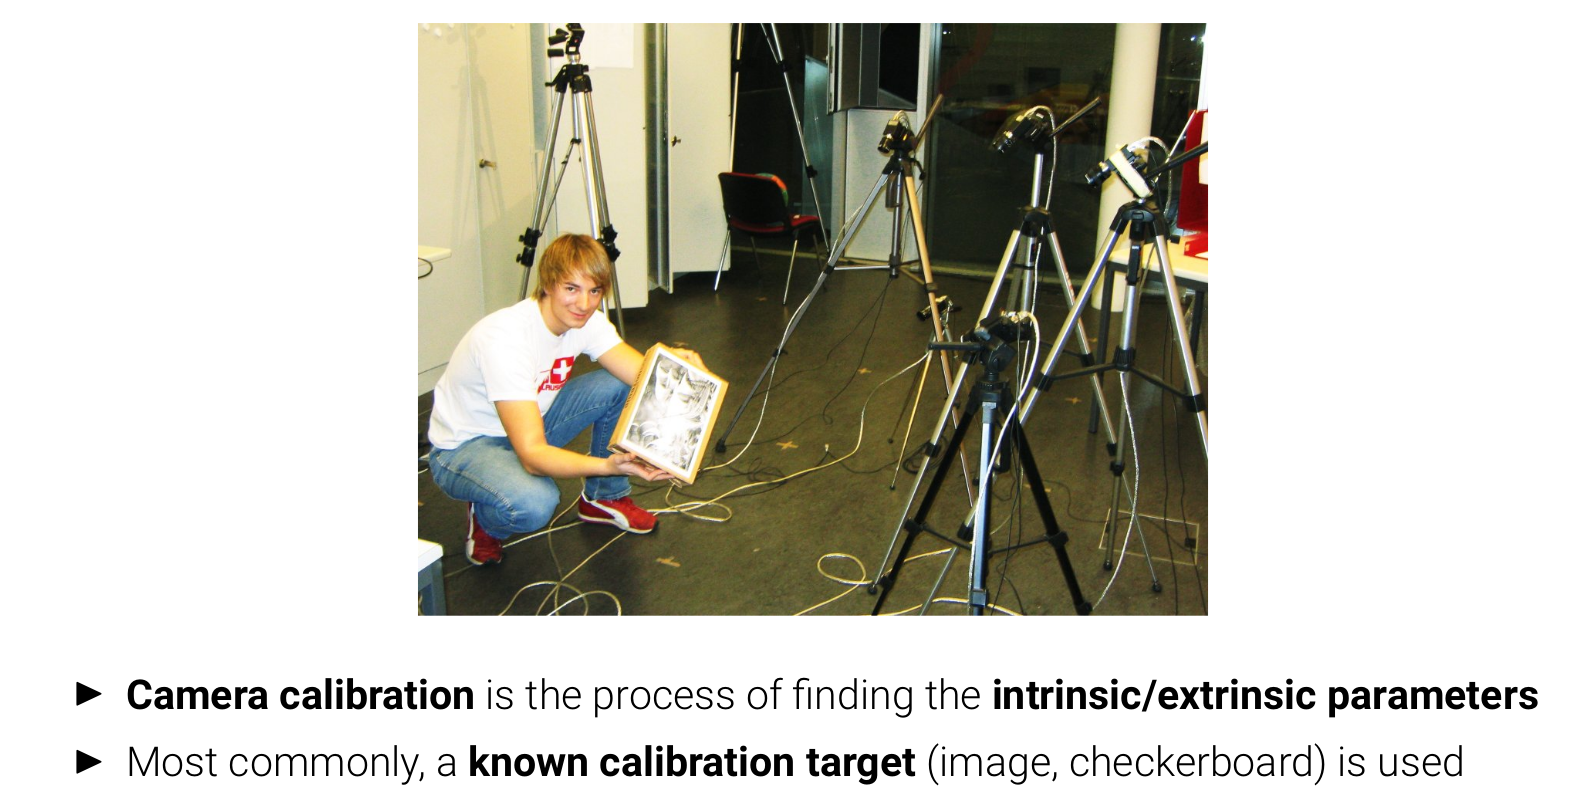 ► Camera calibration is the process of finding the intrinsic/extrinsic parameters
► Most commonly, a known calibration target (image, checkerboard) is used